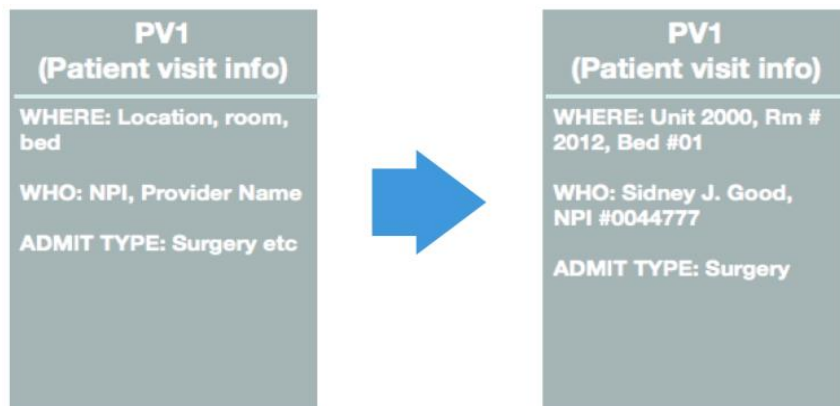 PV1
(Patient visit info)
WHERE: Location, room,
bed
WHO: NPI, Provider Name
ADMIT TYPE: Surgery etc
PV1
(Patient visit info)
WHERE: Unit 2000, Rm #
2012, Bed #01
WHO: Sidney J. Good,
NPI #0044777
ADMIT TYPE: Surgery